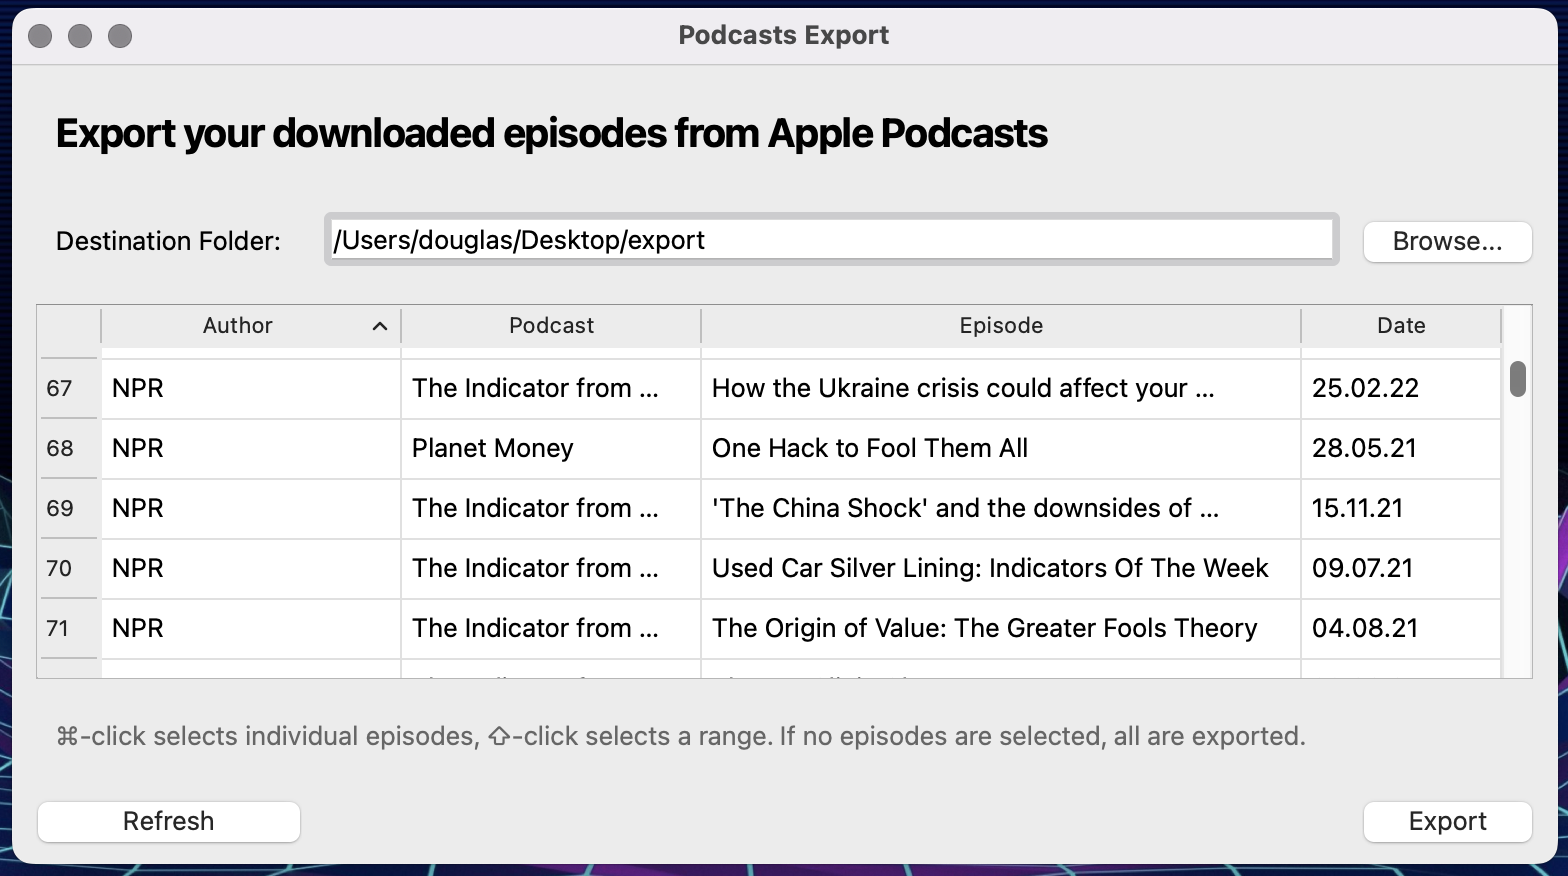 Podcasts Export
Export your downloaded episodes from Apple Podcasts
Destination Folder: /Users/douglas/Desktop/export Browse...
Author Podcast Episode Date
67 NPR The Indicator from ... How the Ukraine crisis could affect your ... 25.02.22
68 NPR Planet Money One Hack to Fool Them All 28.05.21
69 NPR The Indicator from ... 'The China Shock' and the downsides of ... 15.11.21
70 NPR The Indicator from ... Used Car Silver Lining: Indicators Of The Week 09.07.21
71 NPR The Indicator from ... The Origin of Value: The Greater Fools Theory 04.08.21
⌘-click selects individual episodes, ⇧-click selects a range. If no episodes are selected, all are exported.
Refresh Export